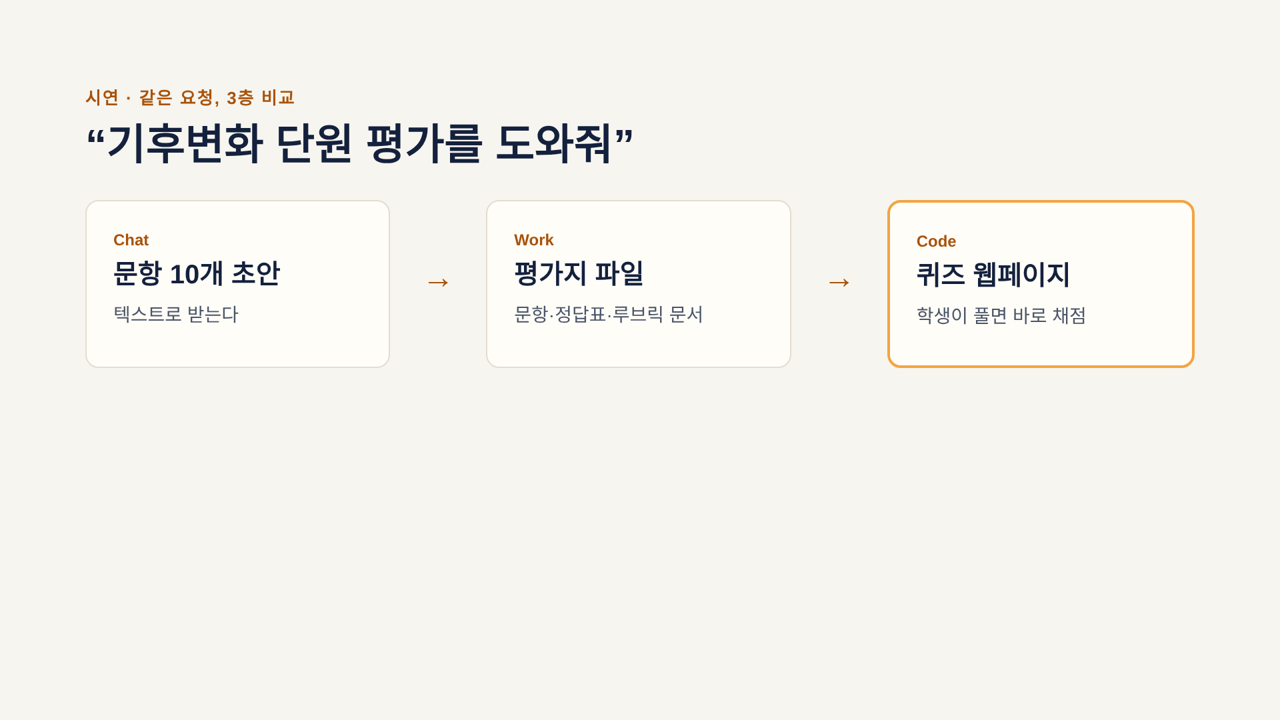 시연 · 같은 요청, 3층 비교
“기후변화 단원 평가를 도와줘”
Chat
문항 10개 초안
텍스트로 받는다
→
Work
평가지 파일
문항·정답표·루브릭 문서
→
Code
퀴즈 웹페이지
학생이 풀면 바로 채점